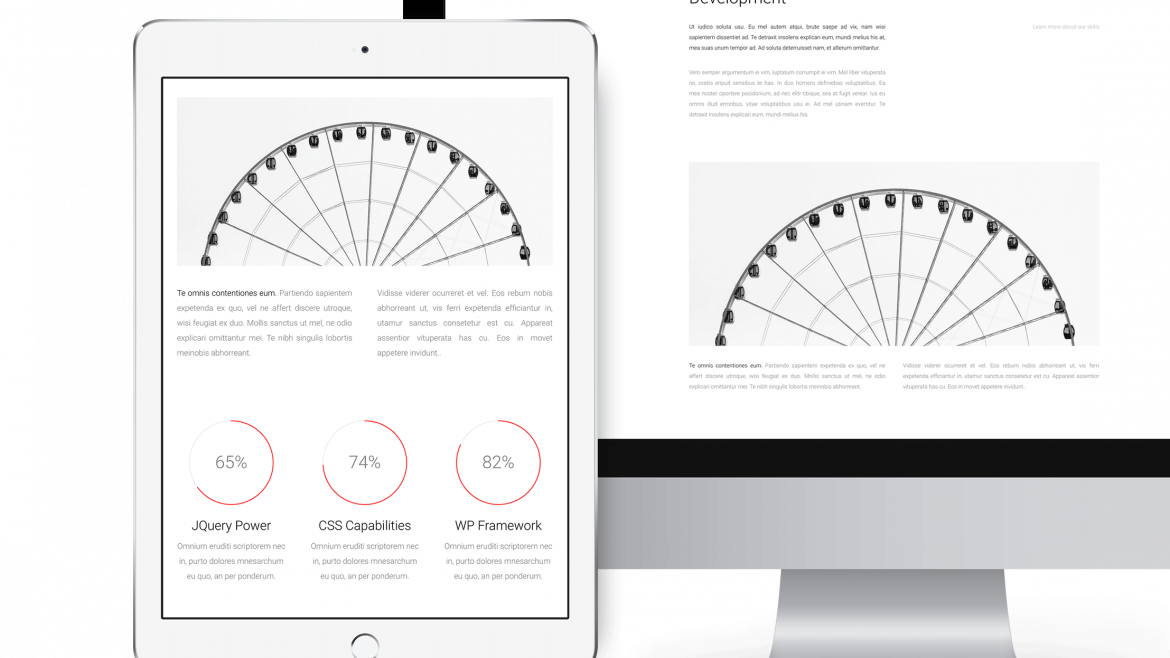 Te omnis contentiones eum. Partiendo sapientem
expetenda ex quo, vel ne affert discere utroque,
wisi feugiat ex duo. Mollis sanctus ut mel, ne odio
explicari omittantur mei. Te nibh singulis lobortis
meinobis abhorreant.
Vidisse viderer ocurreret et vel. Eos rebum nobis
abhorreant ut, vis ferri expetenda efficiantur in,
utamur sanctus consetetur est cu. Appareat
assentior vituperata has cu. Eos in movet
appetere invidunt..
65%
74%
82%
JQuery Power
CSS Capabilities
WP Framework
Omnium eruditi scriptorem nec
in, purto dolores mnesarchum
eu quo, an per ponderum.
Omnium eruditi scriptorem nec
in, purto dolores mnesarchum
eu quo, an per ponderum.
Omnium eruditi scriptorem nec
in, purto dolores mnesarchum
eu quo, an per ponderum.
Development
Ut iudico soluta usu. Eu mel autem atqui, brute saepe ad vix, nam wisi
sapientem dissentiet ad. Te detraxit insolens explicari eum, mundi melius his at,
mea suas unum tempor ad. Ad soluta deterruisset nam, et alterum omittantur.
Learn more about our skills
Vero semper argumentum ei vim, luptatum corrumpit ei vim. Mel liber vituperata
ne, oratio eripuit sensibus te has. In duo homero definiebas voluptatibus. Ea
mea noster oportere posidonium, ad nec elitr tibique, sea at fugit verear. Ius eu
omnis illud erroribus, vitae voluptatibus usu ei. Ad mel utinam evertitur. Te
detraxit insolens explicari eum, mundi melius his.
Te omnis contentiones eum. Partiendo sapientem expetenda ex quo, vel ne
affert discere utroque, wisi feugiat ex duo. Mollis sanctus ut mel, ne odio
explicari omittantur mei. Te nibh singulis lobortis meinobis abhorreant.
Vidisse viderer ocurreret et vel. Eos rebum nobis abhorreant ut, vis ferri
expetenda efficiantur in, utamur sanctus consetetur est cu. Appareat assentior
vituperata has cu. Eos in movet appetere invidunt..